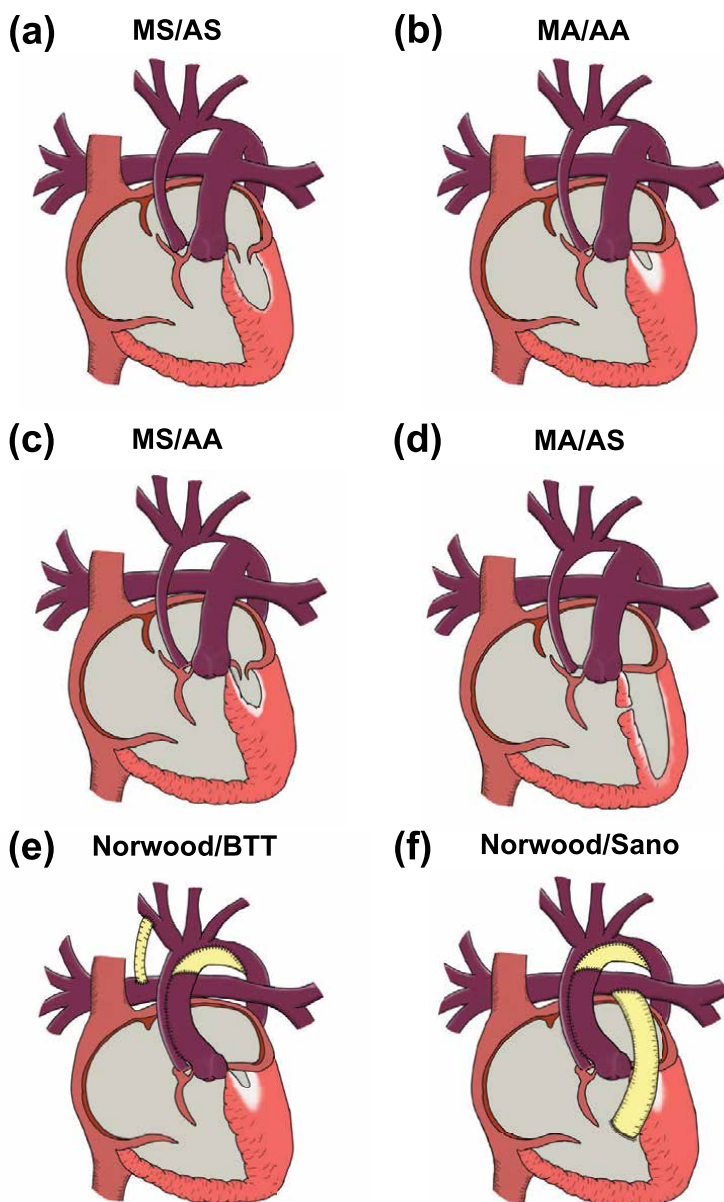 (a) MS/AS
(b) MA/AA
(c) MS/AA
(d) MA/AS
(e) Norwood/BTT
(f) Norwood/Sano